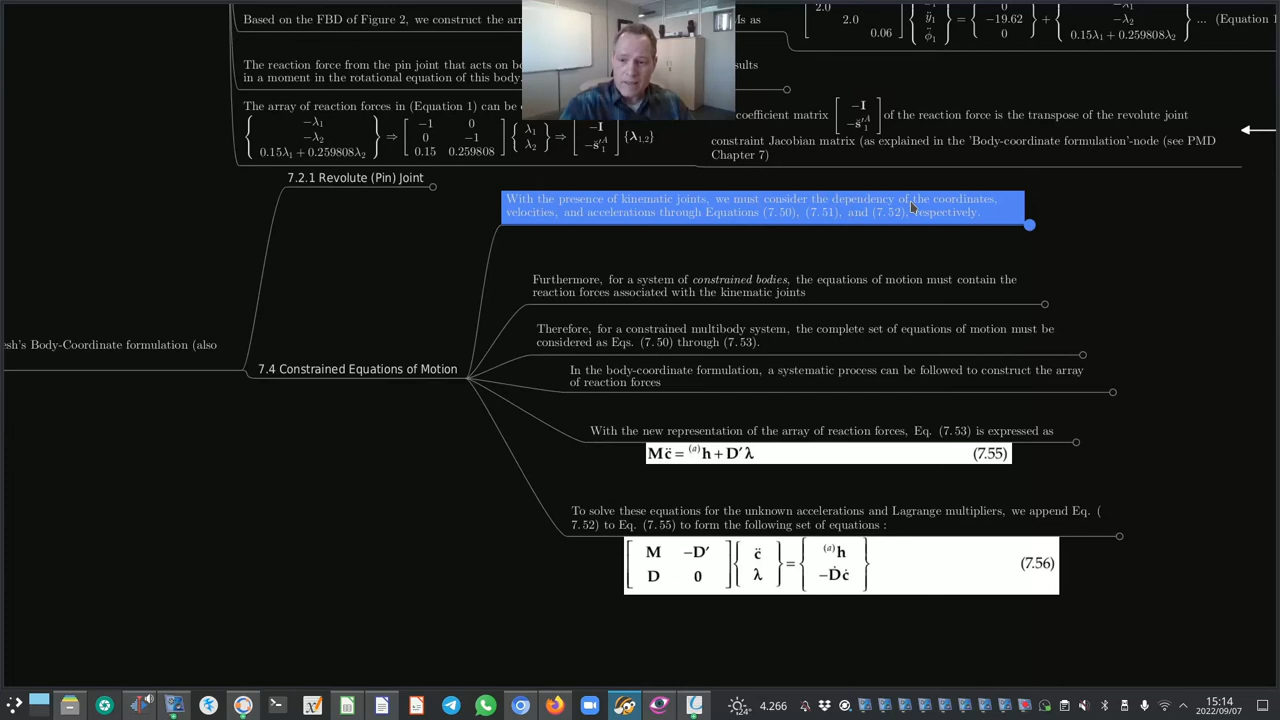 Based on the FBD of Figure 2, we construct the arr
Ms as
2.0
2.0
0.06
ÿ₁
ϕ̈₁
=
0
−19.62
0
+
−λ₁
−λ₂
0.15λ₁ + 0.259808λ₂
... (Equation 1
The reaction force from the pin joint that acts on bo
sults
in a moment in the rotational equation of this body.
The array of reaction forces in (Equation 1) can be
−λ₁
−λ₂
0.15λ1 + 0.259808λ₂
⇒
−1 0
0 −1
0.15 0.259808
λ₁
λ₂
⇒
−I
−s̆′₁ᴬ
{λ₁,₂}
coefficient matrix [ −I −s̆′₁ᴬ ] of the reaction force is the transpose of the revolute joint
constraint Jacobian matrix (as explained in the 'Body-coordinate formulation'-node (see PMD
Chapter 7)
7.2.1 Revolute (Pin) Joint
With the presence of kinematic joints, we must consider the dependency of the coordinates,
velocities, and accelerations through Equations (7.50), (7.51), and (7.52), respectively.
Furthermore, for a system of constrained bodies, the equations of motion must contain the
reaction forces associated with the kinematic joints
Therefore, for a constrained multibody system, the complete set of equations of motion must be
considered as Eqs. (7.50) through (7.53).
esh's Body-Coordinate formulation (also
7.4 Constrained Equations of Motion
In the body-coordinate formulation, a systematic process can be followed to construct the array
of reaction forces
With the new representation of the array of reaction forces, Eq. (7.53) is expressed as
Mc̈ = ⁽ᵃ⁾h + D′λ (7.55)
To solve these equations for the unknown accelerations and Lagrange multipliers, we append Eq. (
7.52) to Eq. (7.55) to form the following set of equations :
M −D′ c̈ ⁽ᵃ⁾h
= (7.56)
D 0 λ −Ḋċ
+24°
4.266
15:14
2022/09/07